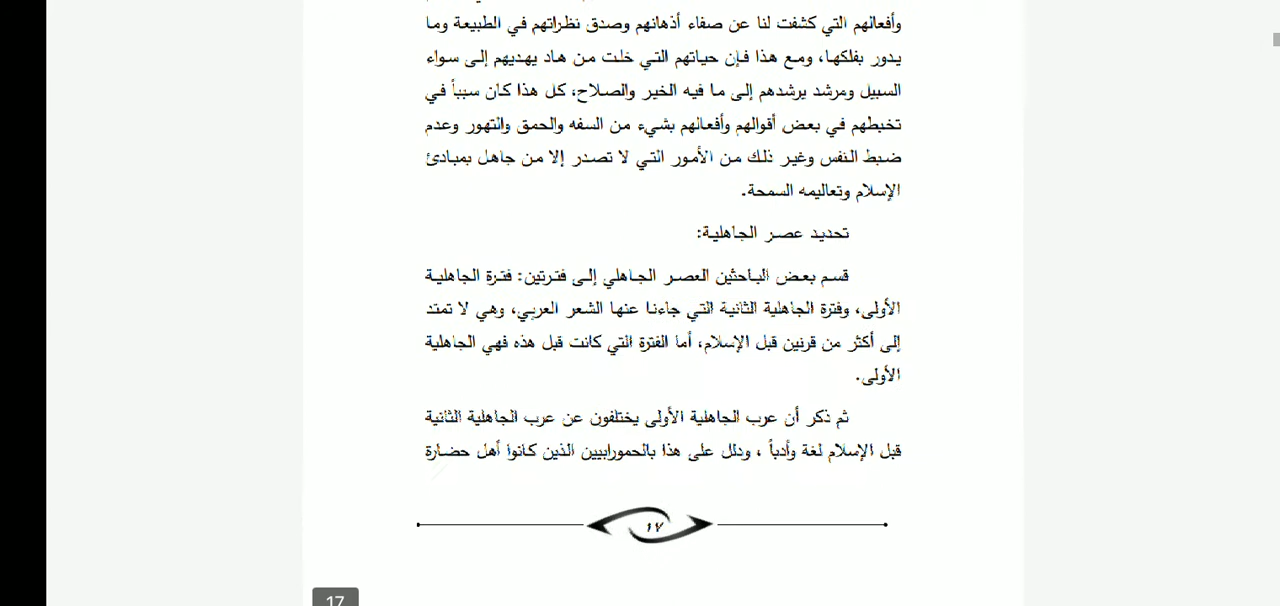 وأفعالهم التي كشفت لنا عن صفاء أذهانهم وصدق نظراتهم في الطبيعة وما
يدور بفلكها، ومع هذا فإن حياتهم التي خلت من هاد يهديهم إلى سواء
السبيل ومرشد يرشدهم إلى ما فيه الخير والصلاح، كل هذا كان سبباً في
تخبطهم في بعض أقوالهم وأفعالهم بشيء من السفه والحمق والتهور وعدم
ضبط النفس وغير ذلك من الأمور التي لا تصدر إلا من جاهل بمبادئ
الإسلام وتعاليمه السمحة.
تحديد عصر الجاهلية:
قسم بعض الباحثين العصر الجاهلي إلى فترتين: فترة الجاهلية
الأولى، وفترة الجاهلية الثانية التي جاءنا عنها الشعر العربي، وهي لا تمتد
إلى أكثر من قرنين قبل الإسلام، أما الفترة التي كانت قبل هذه فهي الجاهلية
الأولى.
ثم ذكر أن عرب الجاهلية الأولى يختلفون عن عرب الجاهلية الثانية
قبل الإسلام لغة وأدباً ، ودلل على هذا بالحمورابيين الذين كانوا أهل حضارة
١٧
17